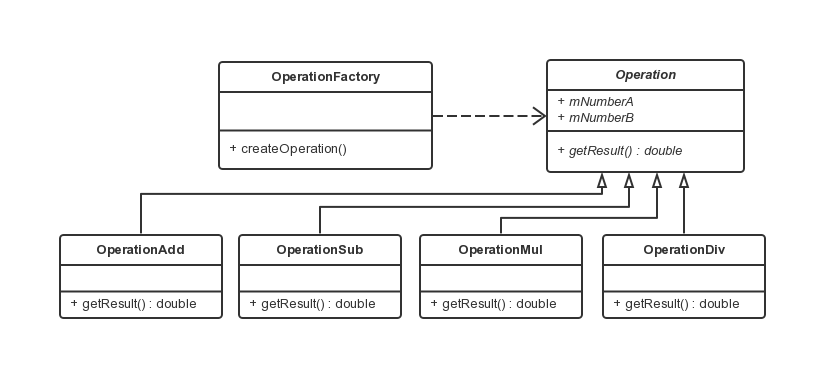 OperationFactory
+ createOperation()
Operation
+ mNumberA
+ mNumberB
+ getResult() : double
OperationAdd
+ getResult() : double
OperationSub
+ getResult() : double
OperationMul
+ getResult() : double
OperationDiv
+ getResult() : double